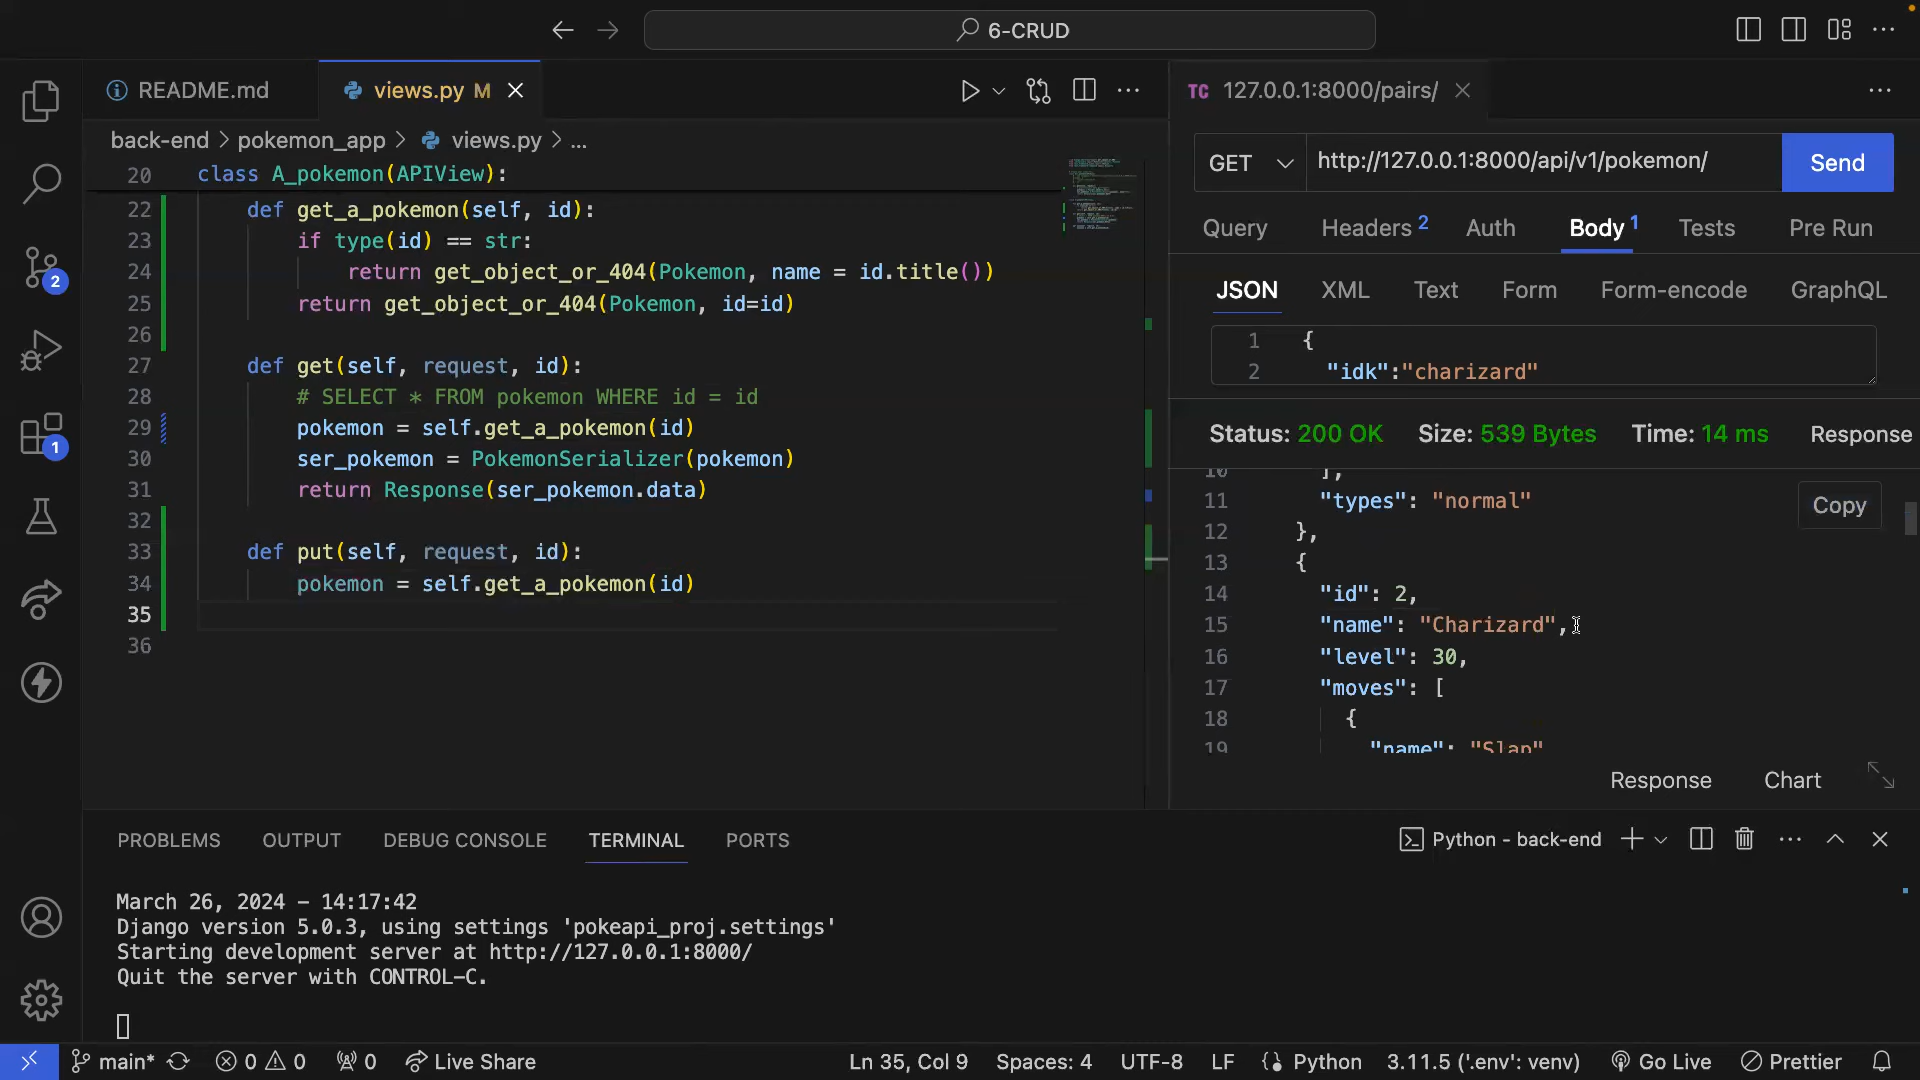 6-CRUD
README.md
views.py M
TC 127.0.0.1:8000/pairs/
back-end > pokemon_app > views.py > ...
20 class A_pokemon(APIView):
22 def get_a_pokemon(self, id):
23 if type(id) == str:
24 return get_object_or_404(Pokemon, name = id.title())
25 return get_object_or_404(Pokemon, id=id)
26
27 def get(self, request, id):
28 # SELECT * FROM pokemon WHERE id = id
29 pokemon = self.get_a_pokemon(id)
30 ser_pokemon = PokemonSerializer(pokemon)
31 return Response(ser_pokemon.data)
32
33 def put(self, request, id):
34 pokemon = self.get_a_pokemon(id)
35
36
GET http://127.0.0.1:8000/api/v1/pokemon/ Send
Query Headers 2 Auth Body 1 Tests Pre Run
JSON XML Text Form Form-encode GraphQL
1 {
2 "idk":"charizard"
Status: 200 OK Size: 539 Bytes Time: 14 ms Response
10 ],
11 "types": "normal"
Copy
12 },
13 {
14 "id": 2,
15 "name": "Charizard",
16 "level": 30,
17 "moves": [
18 {
19 "name": "Slap"
Response Chart
2
1
PROBLEMS OUTPUT DEBUG CONSOLE TERMINAL PORTS
Python - back-end
March 26, 2024 - 14:17:42
Django version 5.0.3, using settings 'pokeapi_proj.settings'
Starting development server at http://127.0.0.1:8000/
Quit the server with CONTROL-C.
main* 0 0 0 Live Share Ln 35, Col 9 Spaces: 4 UTF-8 LF Python 3.11.5 ('.env': venv) Go Live Prettier